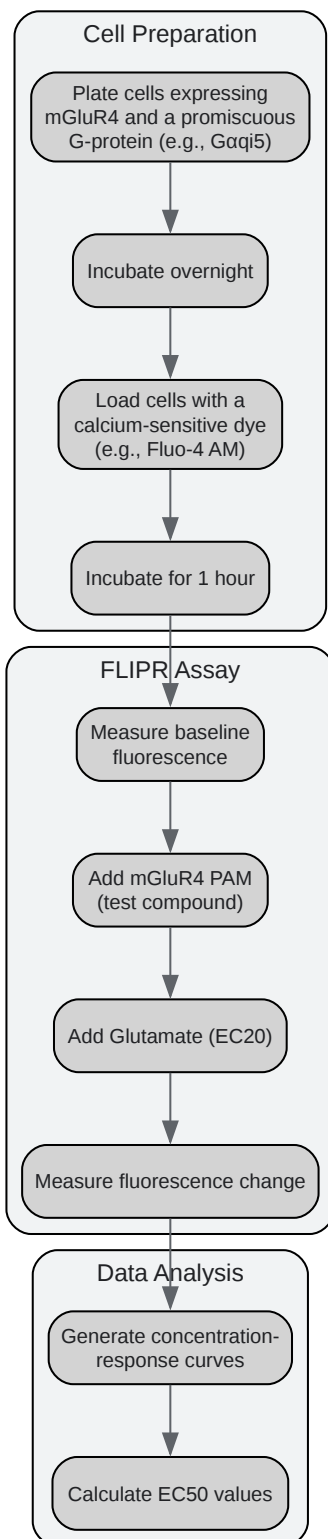 Cell Preparation
Plate cells expressing
mGluR4 and a promiscuous
G-protein (e.g., Gαqi5)
Incubate overnight
Load cells with a
calcium-sensitive dye
(e.g., Fluo-4 AM)
Incubate for 1 hour
FLIPR Assay
Measure baseline
fluorescence
Add mGluR4 PAM
(test compound)
Add Glutamate (EC20)
Measure fluorescence change
Data Analysis
Generate concentration-
response curves
Calculate EC50 values